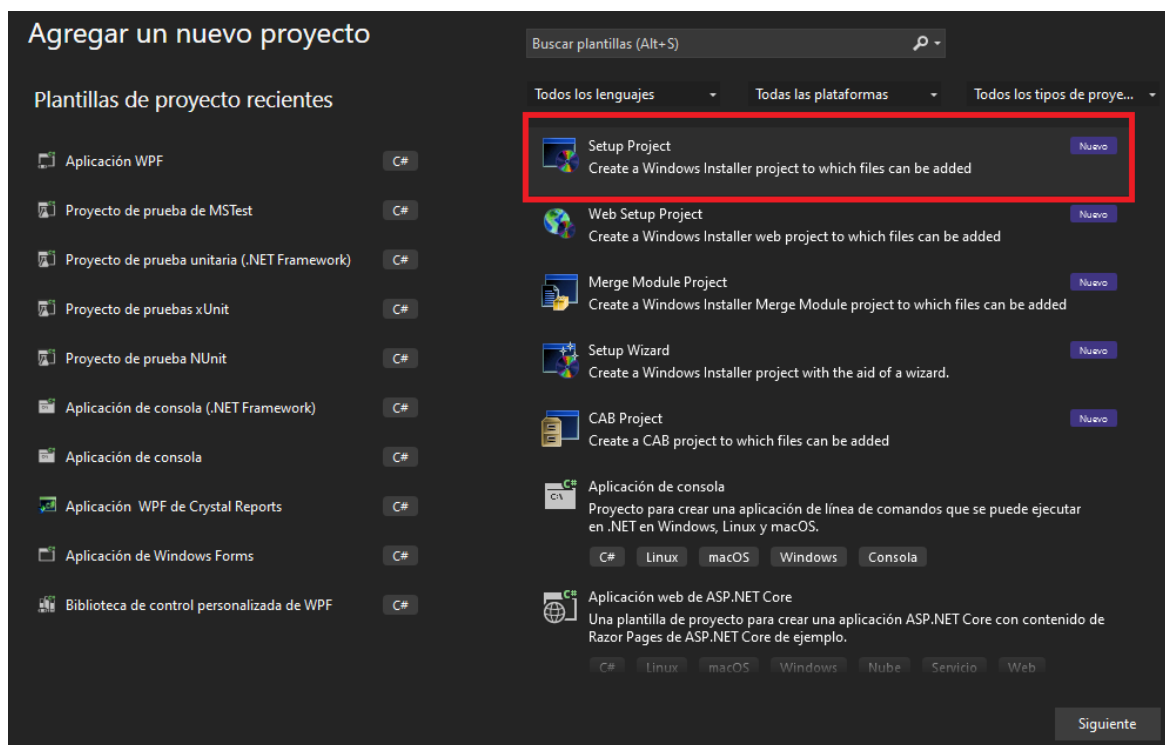 Agregar un nuevo proyecto
Buscar plantillas (Alt+S)
Plantillas de proyecto recientes
Todos los lenguajes
Todas las plataformas
Todos los tipos de proye...
Aplicación WPF
C#
Proyecto de prueba de MSTest
C#
Proyecto de prueba unitaria (.NET Framework)
C#
Proyecto de pruebas xUnit
C#
Proyecto de prueba NUnit
C#
Aplicación de consola (.NET Framework)
C#
Aplicación de consola
C#
Aplicación WPF de Crystal Reports
C#
Aplicación de Windows Forms
C#
Biblioteca de control personalizada de WPF
C#
Setup Project
Nuevo
Create a Windows Installer project to which files can be added
Web Setup Project
Nuevo
Create a Windows Installer web project to which files can be added
Merge Module Project
Nuevo
Create a Windows Installer Merge Module project to which files can be added
Setup Wizard
Nuevo
Create a Windows Installer project with the aid of a wizard.
CAB Project
Nuevo
Create a CAB project to which files can be added
Aplicación de consola
Proyecto para crear una aplicación de línea de comandos que se puede ejecutar
en .NET en Windows, Linux y macOS.
C# Linux macOS Windows Consola
Aplicación web de ASP.NET Core
Una plantilla de proyecto para crear una aplicación ASP.NET Core con contenido de
Razor Pages de ASP.NET Core de ejemplo.
C# Linux macOS Windows Nube Servicio Web
Siguiente